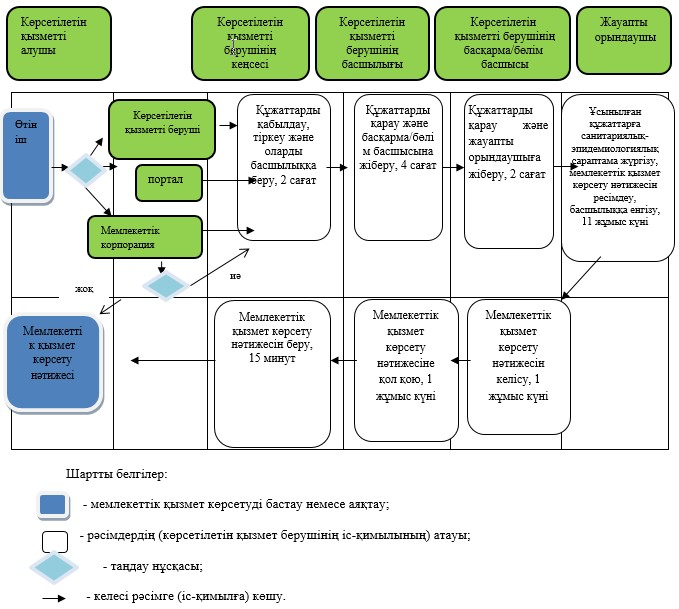 Көрсетілетін
қызметті
алушы
Көрсетілетін
қызметті
берушінің
кеңсесі
Көрсетілетін
қызметті
берушінің
басшылығы
Көрсетілетін
қызметті берушінің
басқарма/бөлім
басшысы
Жауапты
орындаушы
Өтін
іш
Көрсетілетін
қызметті беруші
портал
Мемлекеттік
корпорация
Құжаттарды
қабылдау,
тіркеу және
оларды
басшылыққа
беру, 2 сағат
Құжаттарды
қарау және
басқарма/бөлі
м басшысына
жіберу, 4 сағат
Құжаттарды
қарау және
жауапты
орындаушыға
жіберу, 2 сағат
Ұсынылған
құжаттарға
санитариялық-
эпидемиологиялық
сараптама жүргізу,
мемлекеттік қызмет
көрсету нәтижесін
ресімдеу,
басшылыққа енгізу,
11 жұмыс күні
иә
жоқ
Мемлекетті
к қызмет
көрсету
нәтижесі
Мемлекеттік
қызмет көрсету
нәтижесін беру,
15 минут
Мемлекеттік
қызмет
көрсету
нәтижесіне
қол қою, 1
жұмыс күні
Мемлекеттік
қызмет
көрсету
нәтижесін
келісу, 1
жұмыс күні
Шартты белгілер:
- мемлекеттік қызмет көрсетуді бастау немесе аяқтау;
- рәсімдердің (көрсетілетін қызмет берушінің іс-қимылының) атауы;
- таңдау нұсқасы;
- келесі рәсімге (іс-қимылға) көшу.